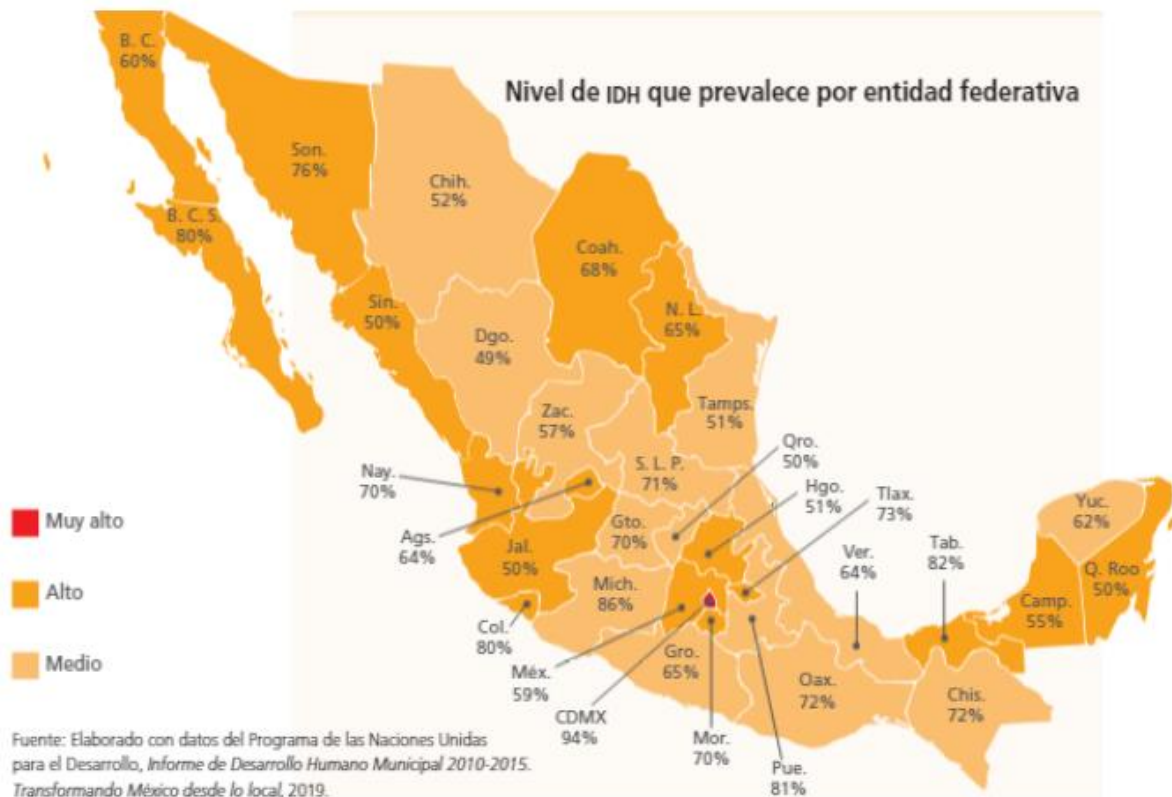 Nivel de IDH que prevalece por entidad federativa
B. C.
60%
Son.
76%
Chih.
52%
B. C. S.
80%
Coah.
68%
Sin.
50%
N. L.
65%
Dgo.
49%
Zac.
57%
Tamps.
51%
S. L. P.
71%
Qro.
50%
Hgo.
51%
Tlax.
73%
Nay.
70%
Ags.
64%
Jal.
50%
Gto.
70%
Ver.
64%
Tab.
82%
Yuc.
62%
Q. Roo
50%
Camp.
55%
Mich.
86%
Col.
80%
Méx.
59%
Gro.
65%
CDMX
94%
Mor.
70%
Pue.
81%
Oax.
72%
Chis.
72%
Muy alto
Alto
Medio
Fuente: Elaborado con datos del Programa de las Naciones Unidas
para el Desarrollo, Informe de Desarrollo Humano Municipal 2010-2015.
Transformando México desde lo local, 2019.